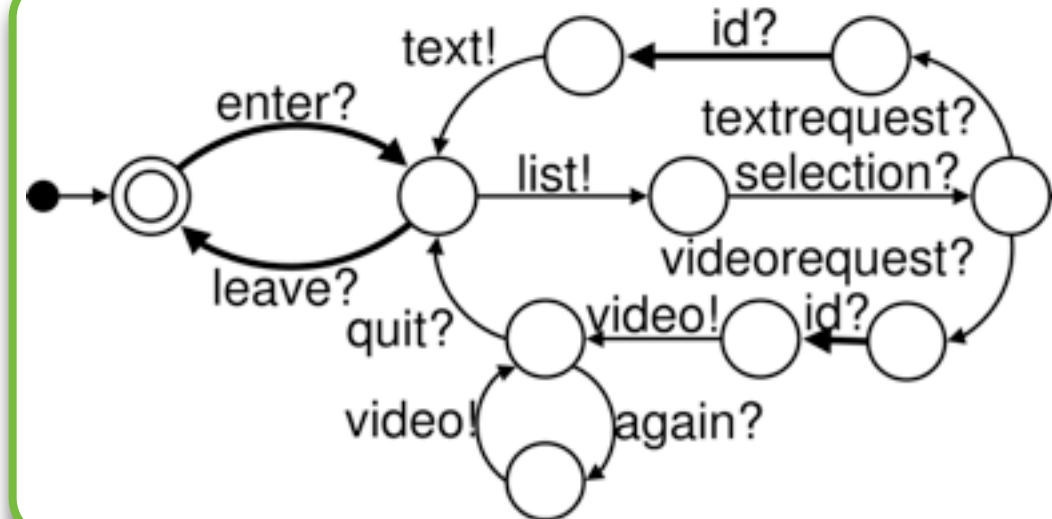 id?
text!
enter?
textrequest?
list!
selection?
videorequest?
leave?
video!
id?
quit?
video!
again?